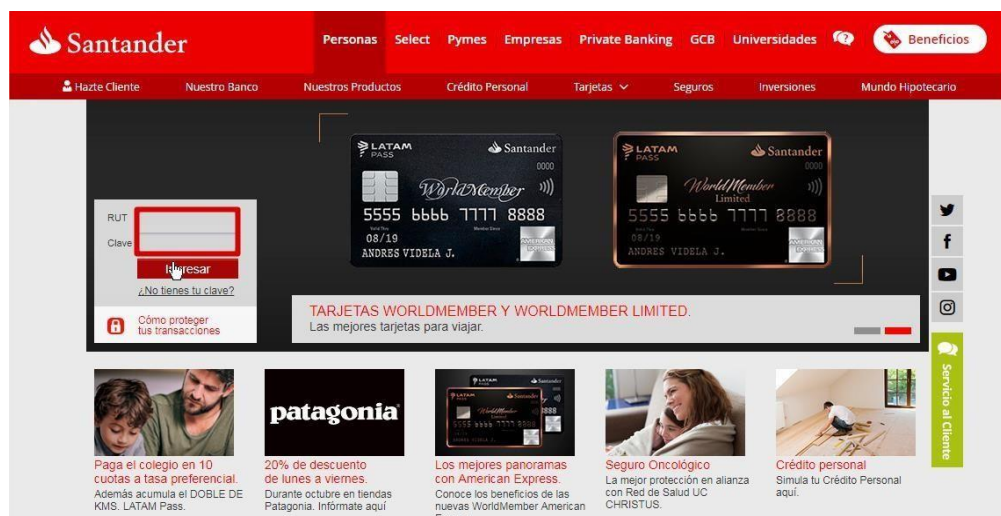 Santander
Personas Select Pymes Empresas Private Banking GCB Universidades Beneficios
Hazte Cliente Nuestro Banco Nuestros Productos Crédito Personal Tarjetas Seguros Inversiones Mundo Hipotecario
LATAM PASS Santander
0000
WorldMember
5555 6666 7777 8888
08/19
ANDRES VIDELA J.
AMERICAN EXPRESS
LATAM PASS Santander
0000
WorldMember
Limited
5555 6666 7777 8888
08/19
ANDRES VIDELA J.
AMERICAN EXPRESS
RUT
Clave
Ingresar
¿No tienes tu clave?
Cómo proteger
tus transacciones
TARJETAS WORLDMEMBER Y WORLDMEMBER LIMITED.
Las mejores tarjetas para viajar.
Servicio al Cliente
patagonia
Paga el colegio en 10
cuotas a tasa preferencial.
Además acumula el DOBLE DE
KMS. LATAM Pass.
20% de descuento
de lunes a viernes.
Durante octubre en tiendas
Patagonia. Infórmate aquí
Los mejores panoramas
con American Express.
Conoce los beneficios de las
nuevas WorldMember American
Seguro Oncológico
La mejor protección en alianza
con Red de Salud UC
CHRISTUS.
Crédito personal
Simula tu Crédito Personal
aquí.